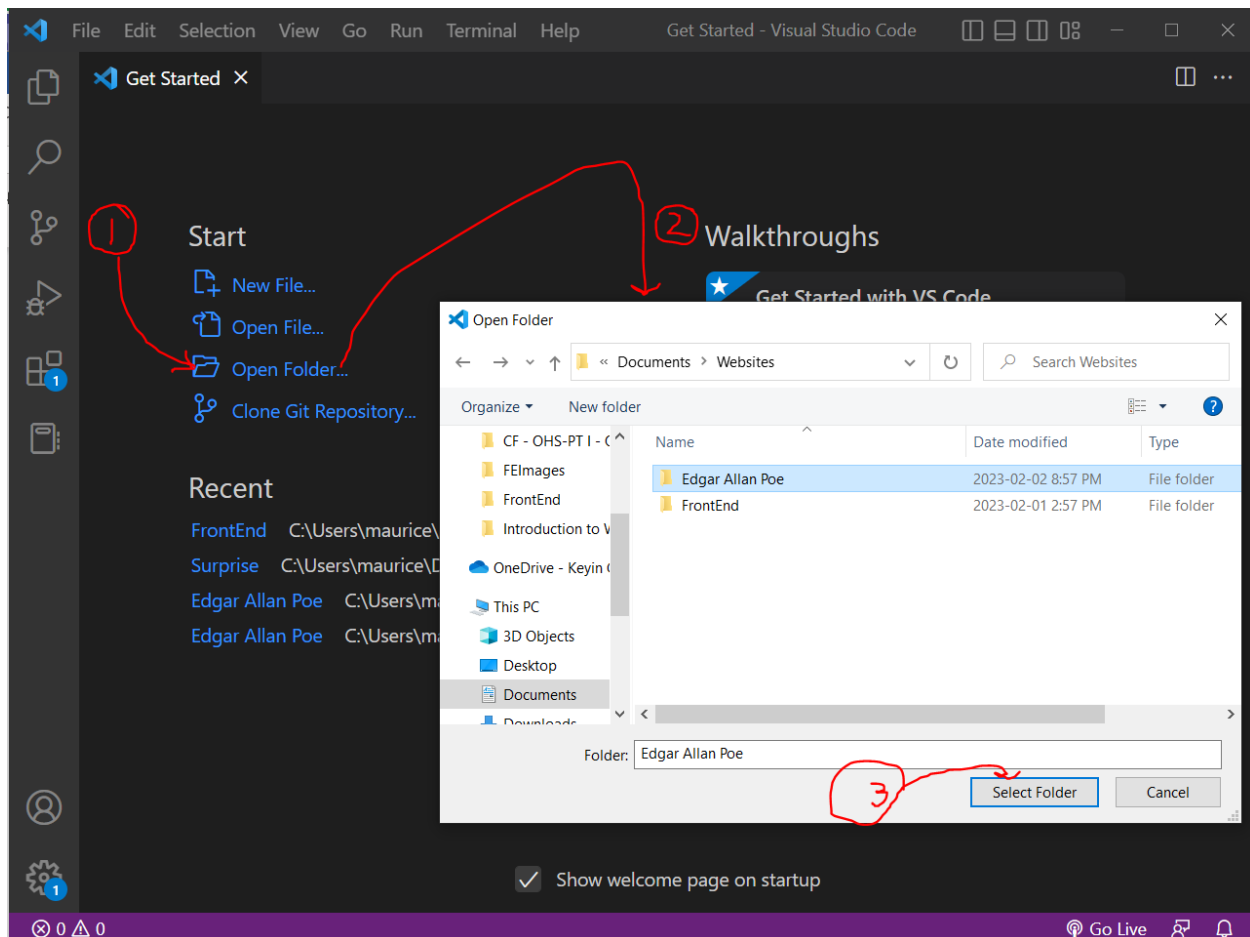 File Edit Selection View Go Run Terminal Help Get Started - Visual Studio Code
Get Started
1
2
Start
Walkthroughs
New File...
Get Started with VS Code
Open File...
Open Folder...
Clone Git Repository...
1
Recent
FrontEnd C:\Users\maurice\
Surprise C:\Users\maurice\D
Edgar Allan Poe C:\Users\ma
Edgar Allan Poe C:\Users\ma
Open Folder
« Documents > Websites
Search Websites
Organize New folder
?
CF - OHS-PT I - C
FEImages
FrontEnd
Introduction to W
OneDrive - Keyin C
This PC
3D Objects
Desktop
Documents
Downloads
Name Date modified Type
Edgar Allan Poe 2023-02-02 8:57 PM File folder
FrontEnd 2023-02-01 2:57 PM File folder
Folder: Edgar Allan Poe
3
Select Folder Cancel
Show welcome page on startup
1
0 0
Go Live